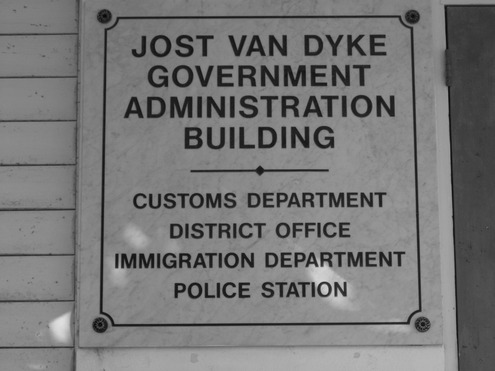 JOST VAN DYKE
GOVERNMENT
ADMINISTRATION
BUILDING
CUSTOMS DEPARTMENT
DISTRICT OFFICE
IMMIGRATION DEPARTMENT
POLICE STATION